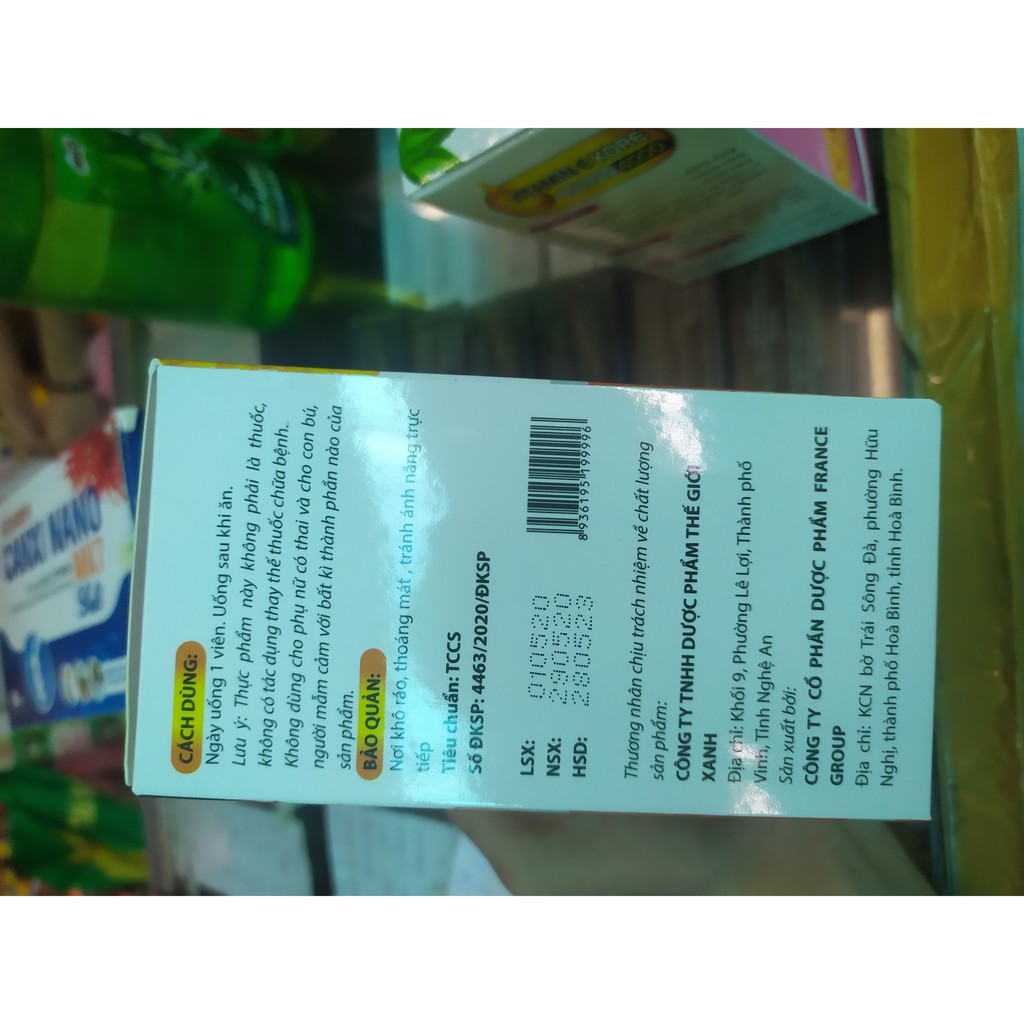 CÁCH DÙNG:
Ngày uống 1 viên. Uống sau khi ăn.
Lưu ý: Thực phẩm này không phải là thuốc,
không có tác dụng thay thế thuốc chữa bệnh.
Không dùng cho phụ nữ có thai và cho con bú,
người mẫm cảm với bất kì thành phần nào của
sản phẩm.
BẢO QUẢN:
Nơi khô ráo, thoáng mát , tránh ánh nắng trực
tiếp
Tiêu chuẩn: TCCS
Số ĐKSP: 4463/2020/ĐKSP
LSX: 010520
NSX: 290520
HSD: 280523
8936195199996
Thương nhân chịu trách nhiệm về chất lượng
sản phẩm:
CÔNG TY TNHH DƯỢC PHẨM THẾ GIỚI
XANH
Địa chỉ: Khối 9, Phường Lê Lợi, Thành phố
Vinh, Tỉnh Nghệ An
Sản xuất bởi:
CÔNG TY CỔ PHẦN DƯỢC PHẨM FRANCE
GROUP
Địa chỉ: KCN bờ Trái Sông Đà, phường Hữu
Nghị, thành phố Hoà Bình, tỉnh Hoà Bình.
CANXI NANO
MK7
4000